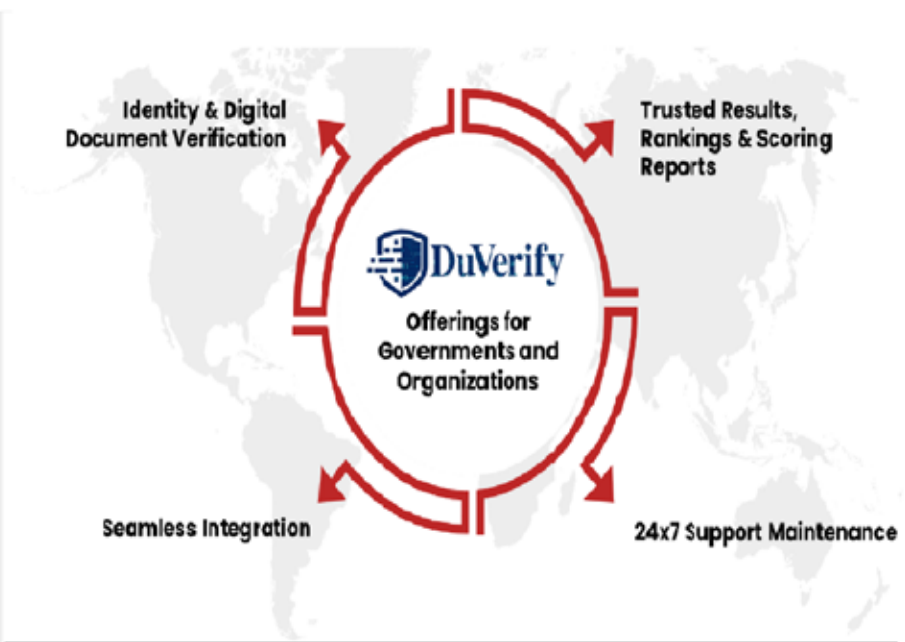 Identity & Digital
Document Verification
Trusted Results,
Rankings & Scoring
Reports
DuVerify
Offerings for
Governments and
Organizations
Seamless Integration
24x7 Support Maintenance